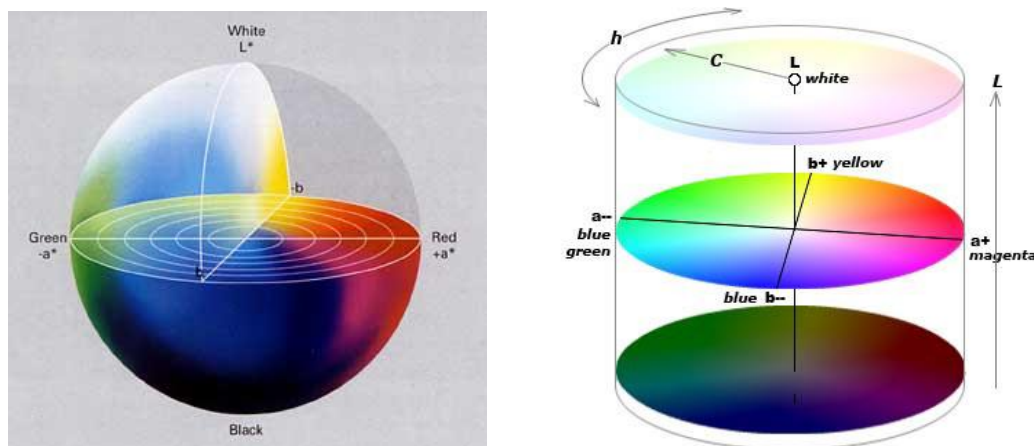 White
L*
-b
Green
-a*
b
Red
+a*
Black
h
C
L
white
L
b+ yellow
a--
blue
green
a+
magenta
blue b--